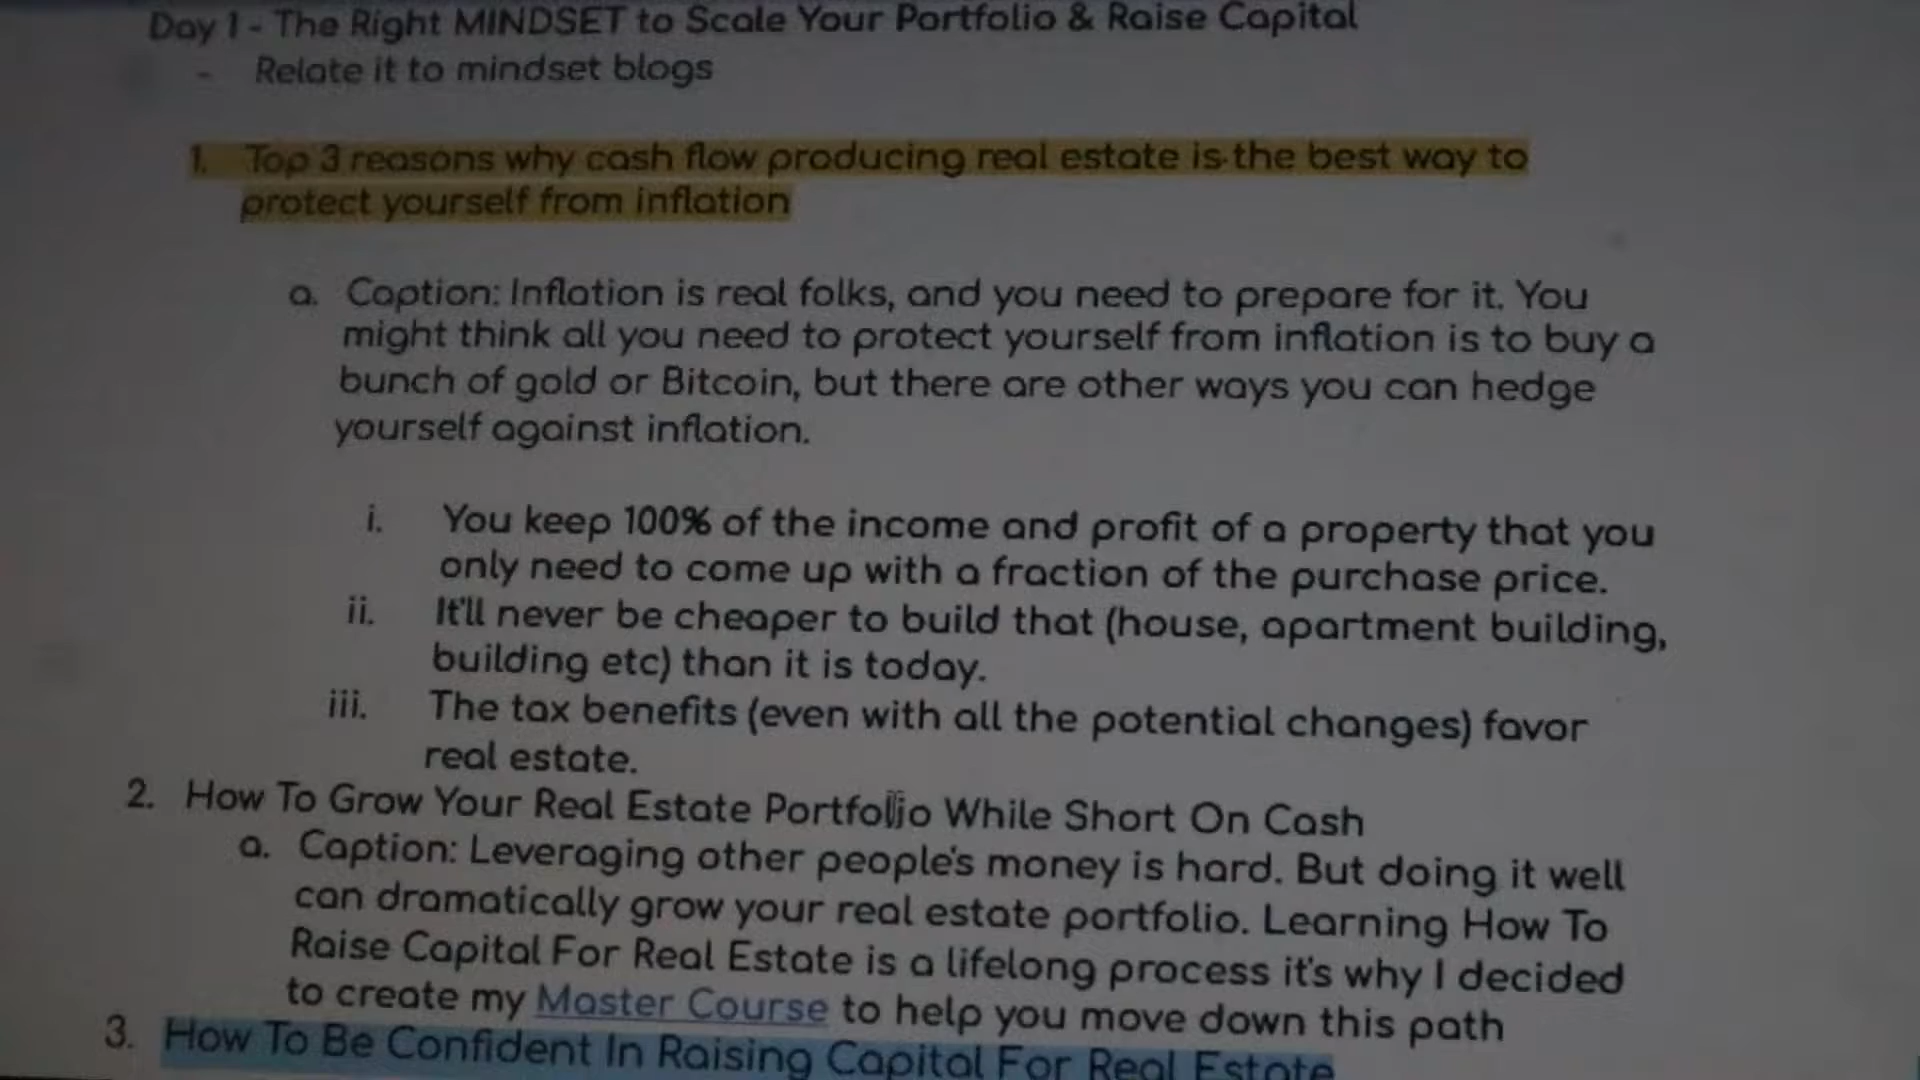 Day 1 - The Right MINDSET to Scale Your Portfolio & Raise Capital
- Relate it to mindset blogs
1. Top 3 reasons why cash flow producing real estate is the best way to
protect yourself from inflation
a. Caption: Inflation is real folks, and you need to prepare for it. You
might think all you need to protect yourself from inflation is to buy a
bunch of gold or Bitcoin, but there are other ways you can hedge
yourself against inflation.
i. You keep 100% of the income and profit of a property that you
only need to come up with a fraction of the purchase price.
ii. It'll never be cheaper to build that (house, apartment building,
building etc) than it is today.
iii. The tax benefits (even with all the potential changes) favor
real estate.
2. How To Grow Your Real Estate Portfolio While Short On Cash
a. Caption: Leveraging other people's money is hard. But doing it well
can dramatically grow your real estate portfolio. Learning How To
Raise Capital For Real Estate is a lifelong process it's why I decided
to create my Master Course to help you move down this path
3. How To Be Confident In Raising Capital For Real Estate